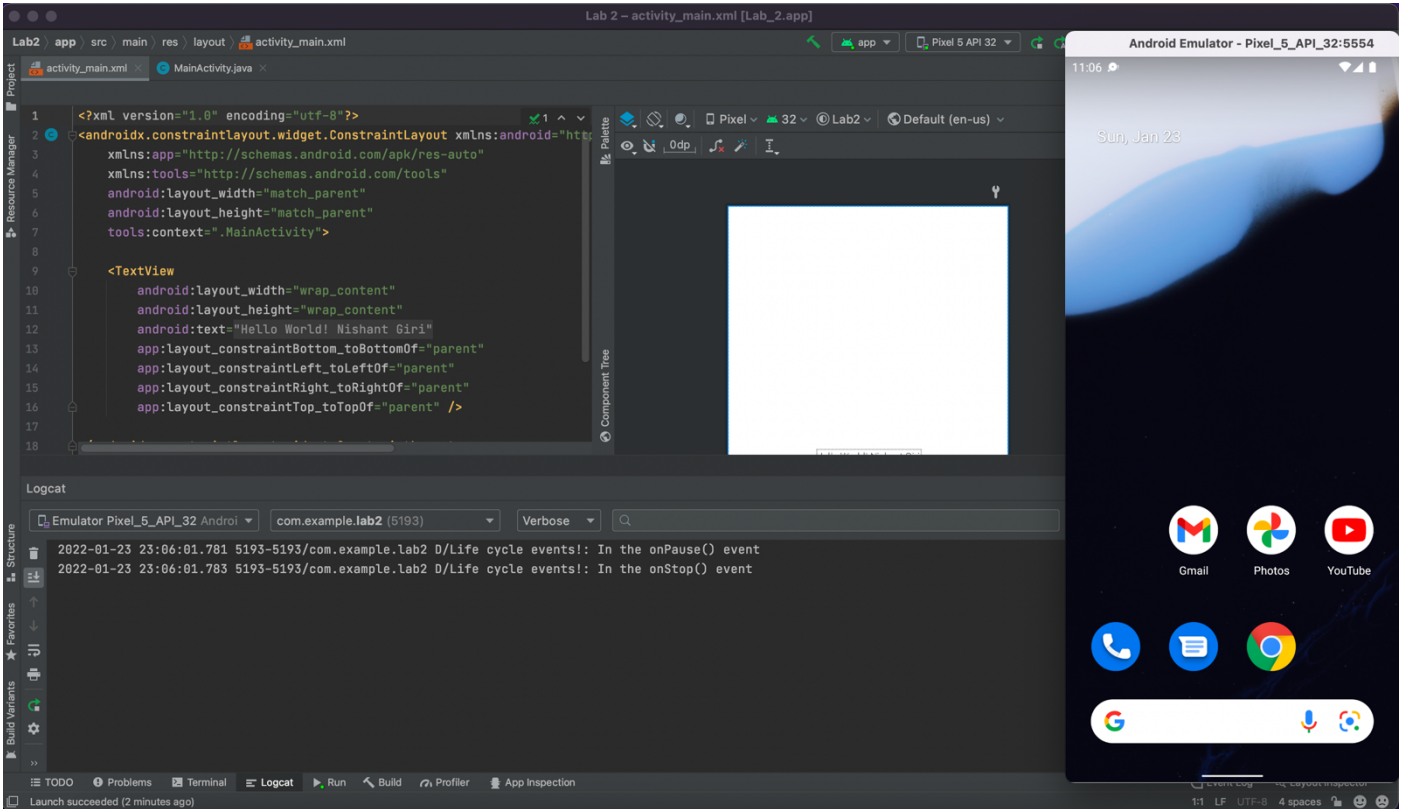 Lab 2 – activity_main.xml [Lab_2.app]
Lab2 app src main res layout activity_main.xml
app Pixel 5 API 32
activity_main.xml MainActivity.java
Project
Resource Manager
Structure
Favorites
Build Variants
1 <?xml version="1.0" encoding="utf-8"?>
2 <androidx.constraintlayout.widget.ConstraintLayout xmlns:android="htt
3 xmlns:app="http://schemas.android.com/apk/res-auto"
4 xmlns:tools="http://schemas.android.com/tools"
5 android:layout_width="match_parent"
6 android:layout_height="match_parent"
7 tools:context=".MainActivity">
8
9 <TextView
10 android:layout_width="wrap_content"
11 android:layout_height="wrap_content"
12 android:text="Hello World! Nishant Giri"
13 app:layout_constraintBottom_toBottomOf="parent"
14 app:layout_constraintLeft_toLeftOf="parent"
15 app:layout_constraintRight_toRightOf="parent"
16 app:layout_constraintTop_toTopOf="parent" />
17
18
1
Palette
Component Tree
Pixel 32 Lab2 Default (en-us)
0dp
Logcat
Emulator Pixel_5_API_32 Androi com.example.lab2 (5193) Verbose
2022-01-23 23:06:01.781 5193-5193/com.example.lab2 D/Life cycle events!: In the onPause() event
2022-01-23 23:06:01.783 5193-5193/com.example.lab2 D/Life cycle events!: In the onStop() event
TODO Problems Terminal Logcat Run Build Profiler App Inspection
Launch succeeded (2 minutes ago)
1:1 LF UTF-8 4 spaces
Android Emulator - Pixel_5_API_32:5554
11:06
Sun, Jan 23
Gmail Photos YouTube